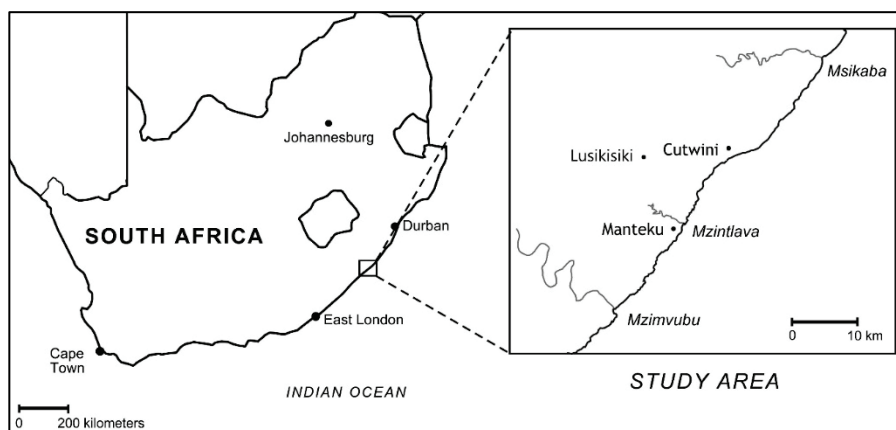 Johannesburg
SOUTH AFRICA
Durban
East London
Cape
Town
INDIAN OCEAN
0 200 kilometers
Msikaba
Lusikisiki
Cutwini
Manteku
Mzintlava
Mzimvubu
0 10 km
STUDY AREA